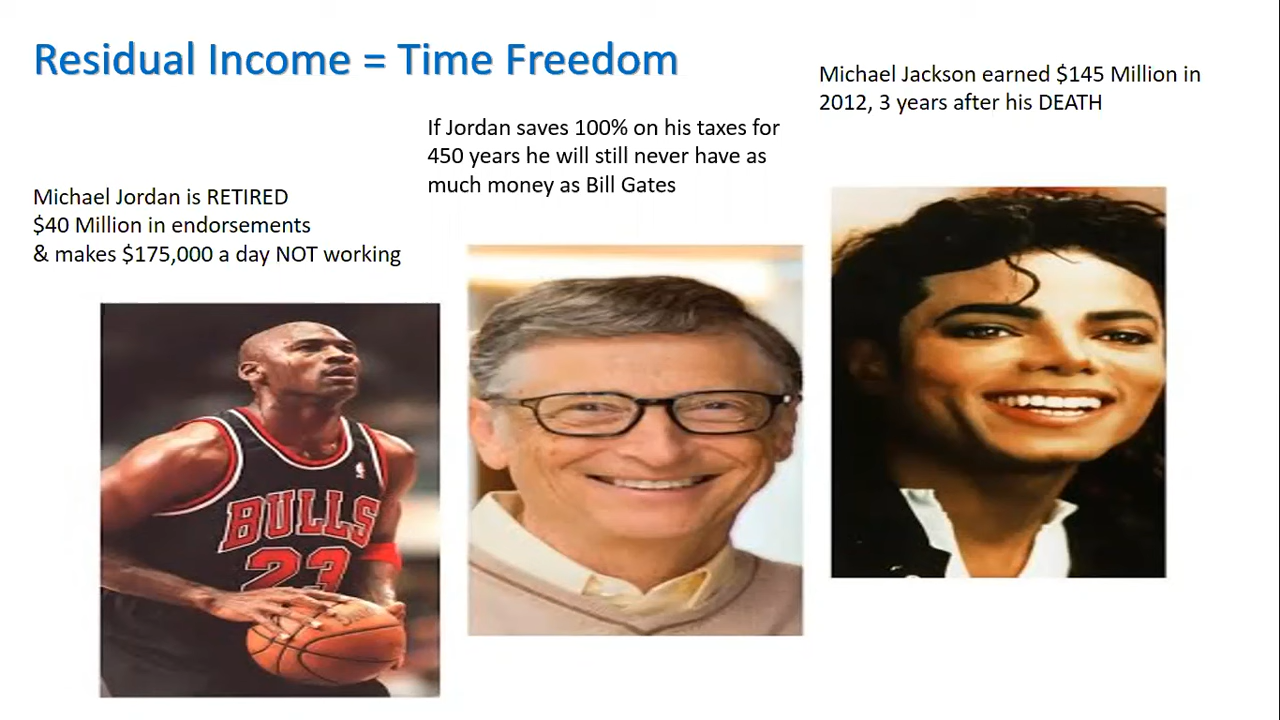 Residual Income = Time Freedom
Michael Jordan is RETIRED
$40 Million in endorsements
& makes $175,000 a day NOT working
If Jordan saves 100% on his taxes for
450 years he will still never have as
much money as Bill Gates
Michael Jackson earned $145 Million in
2012, 3 years after his DEATH
BULLS
23